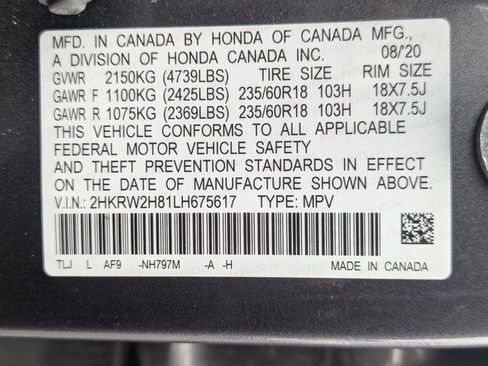 MFD. IN CANADA BY HONDA OF CANADA MFG.,
A DIVISION OF HONDA CANADA INC. 08/'20
GVWR 2150KG (4739LBS) TIRE SIZE RIM SIZE
GAWR F 1100KG (2425LBS) 235/60R18 103H 18X7.5J
GAWR R 1075KG (2369LBS) 235/60R18 103H 18X7.5J
THIS VEHICLE CONFORMS TO ALL APPLICABLE
FEDERAL MOTOR VEHICLE SAFETY
AND THEFT PREVENTION STANDARDS IN EFFECT
ON THE DATE OF MANUFACTURE SHOWN ABOVE.
V.I.N.: 2HKRW2H81LH675617 TYPE: MPV
TLJ L AF9 -NH797M -A -H MADE IN CANADA